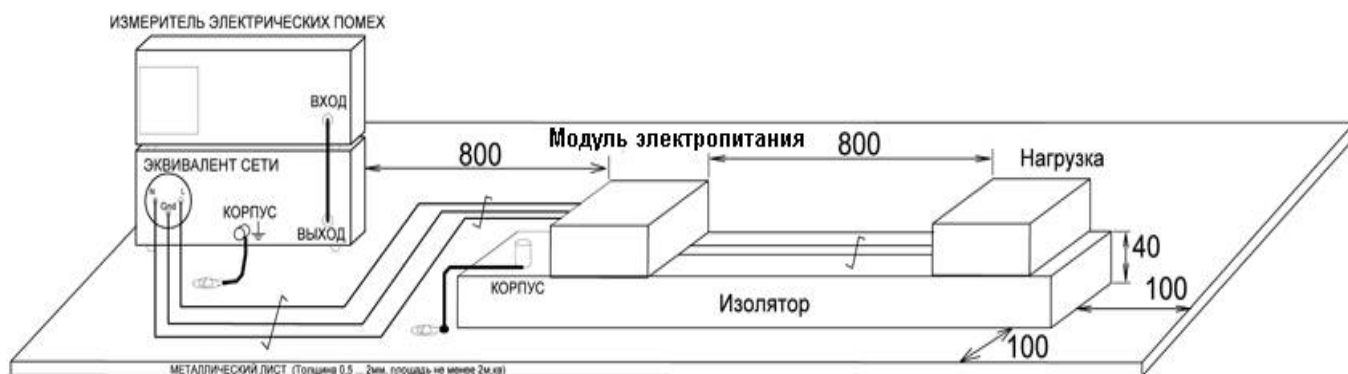 ИЗМЕРИТЕЛЬ ЭЛЕКТРИЧЕСКИХ ПОМЕХ
ВХОД
ЭКВИВАЛЕНТ СЕТИ
N
L
Gnd
КОРПУС
ВЫХОД
800
Модуль электропитания
800
Нагрузка
КОРПУС
Изолятор
40
100
100
МЕТАЛЛИЧЕСКИЙ ЛИСТ (Толщина 0,5 ... 2мм, площадь не менее 2м.кв)